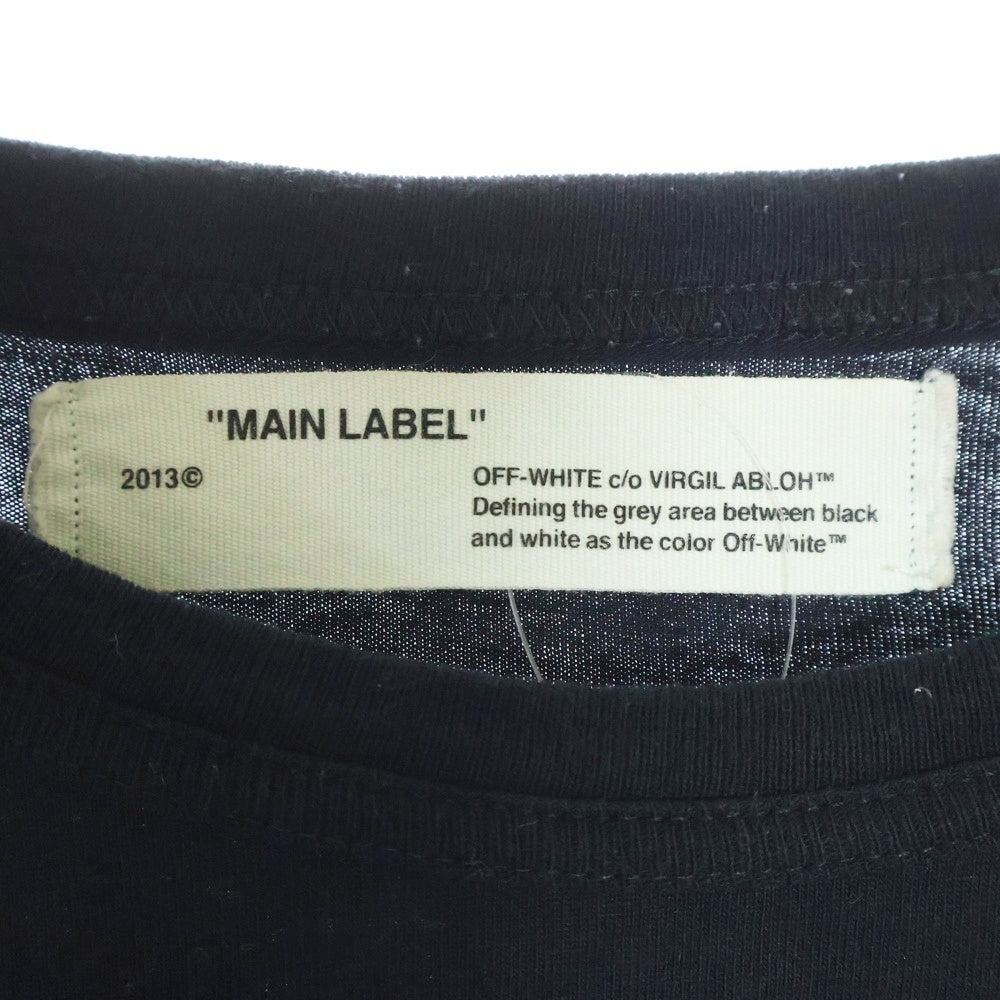 "MAIN LABEL"
2013© OFF-WHITE c/o VIRGIL ABLOH™
Defining the grey area between black
and white as the color Off-White™